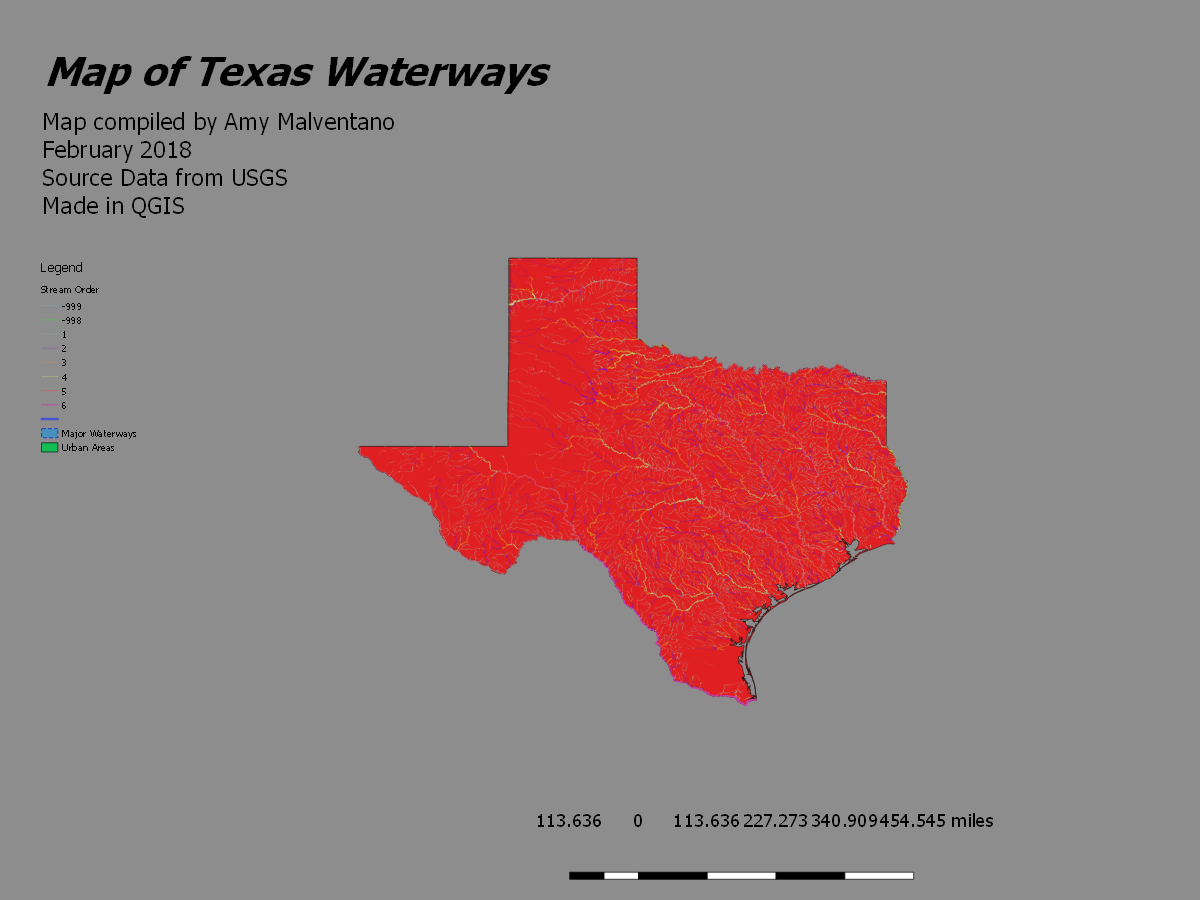 Map of Texas Waterways
Map compiled by Amy Malventano
February 2018
Source Data from USGS
Made in QGIS
Legend
Stream Order
-999
-998
1
2
3
4
5
6
Major Waterways
Urban Areas
113.636 0 113.636 227.273 340.909 454.545 miles